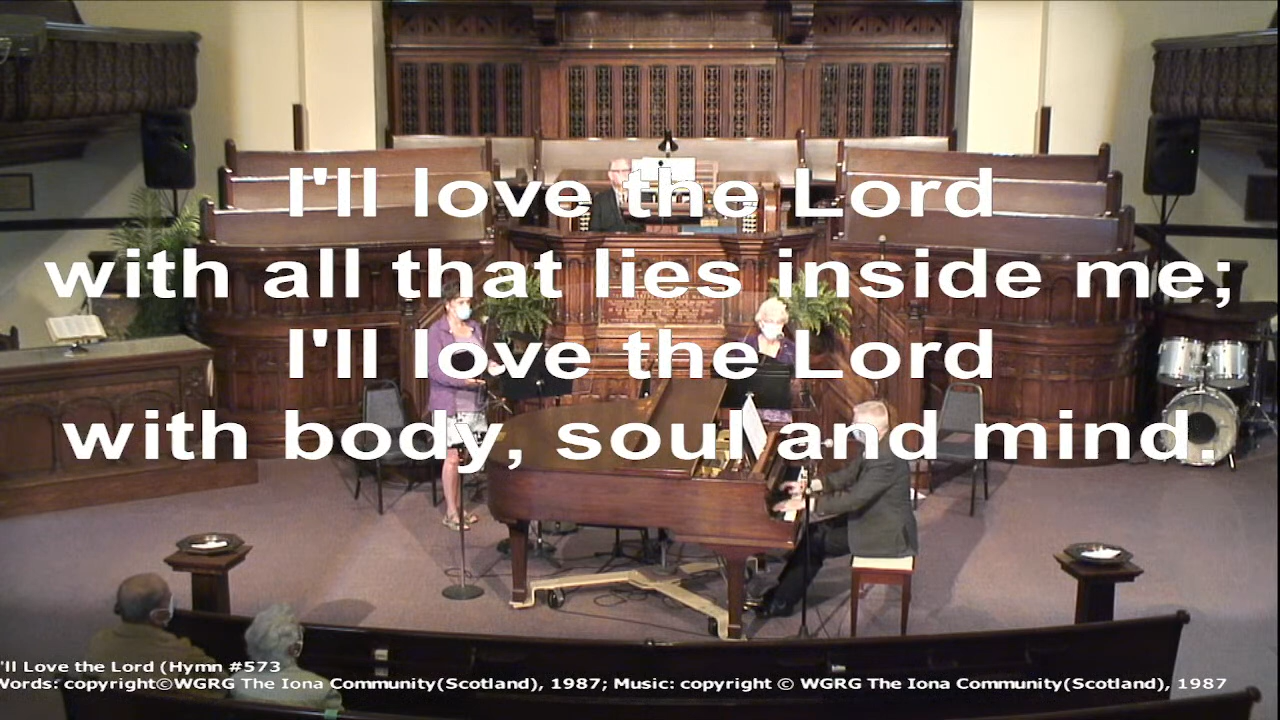 I'll love the Lord
with all that lies inside me;
I'll love the Lord
with body, soul and mind.
'll Love the Lord (Hymn #573
Words: copyright©WGRG The Iona Community(Scotland), 1987; Music: copyright © WGRG The Iona Community(Scotland), 1987